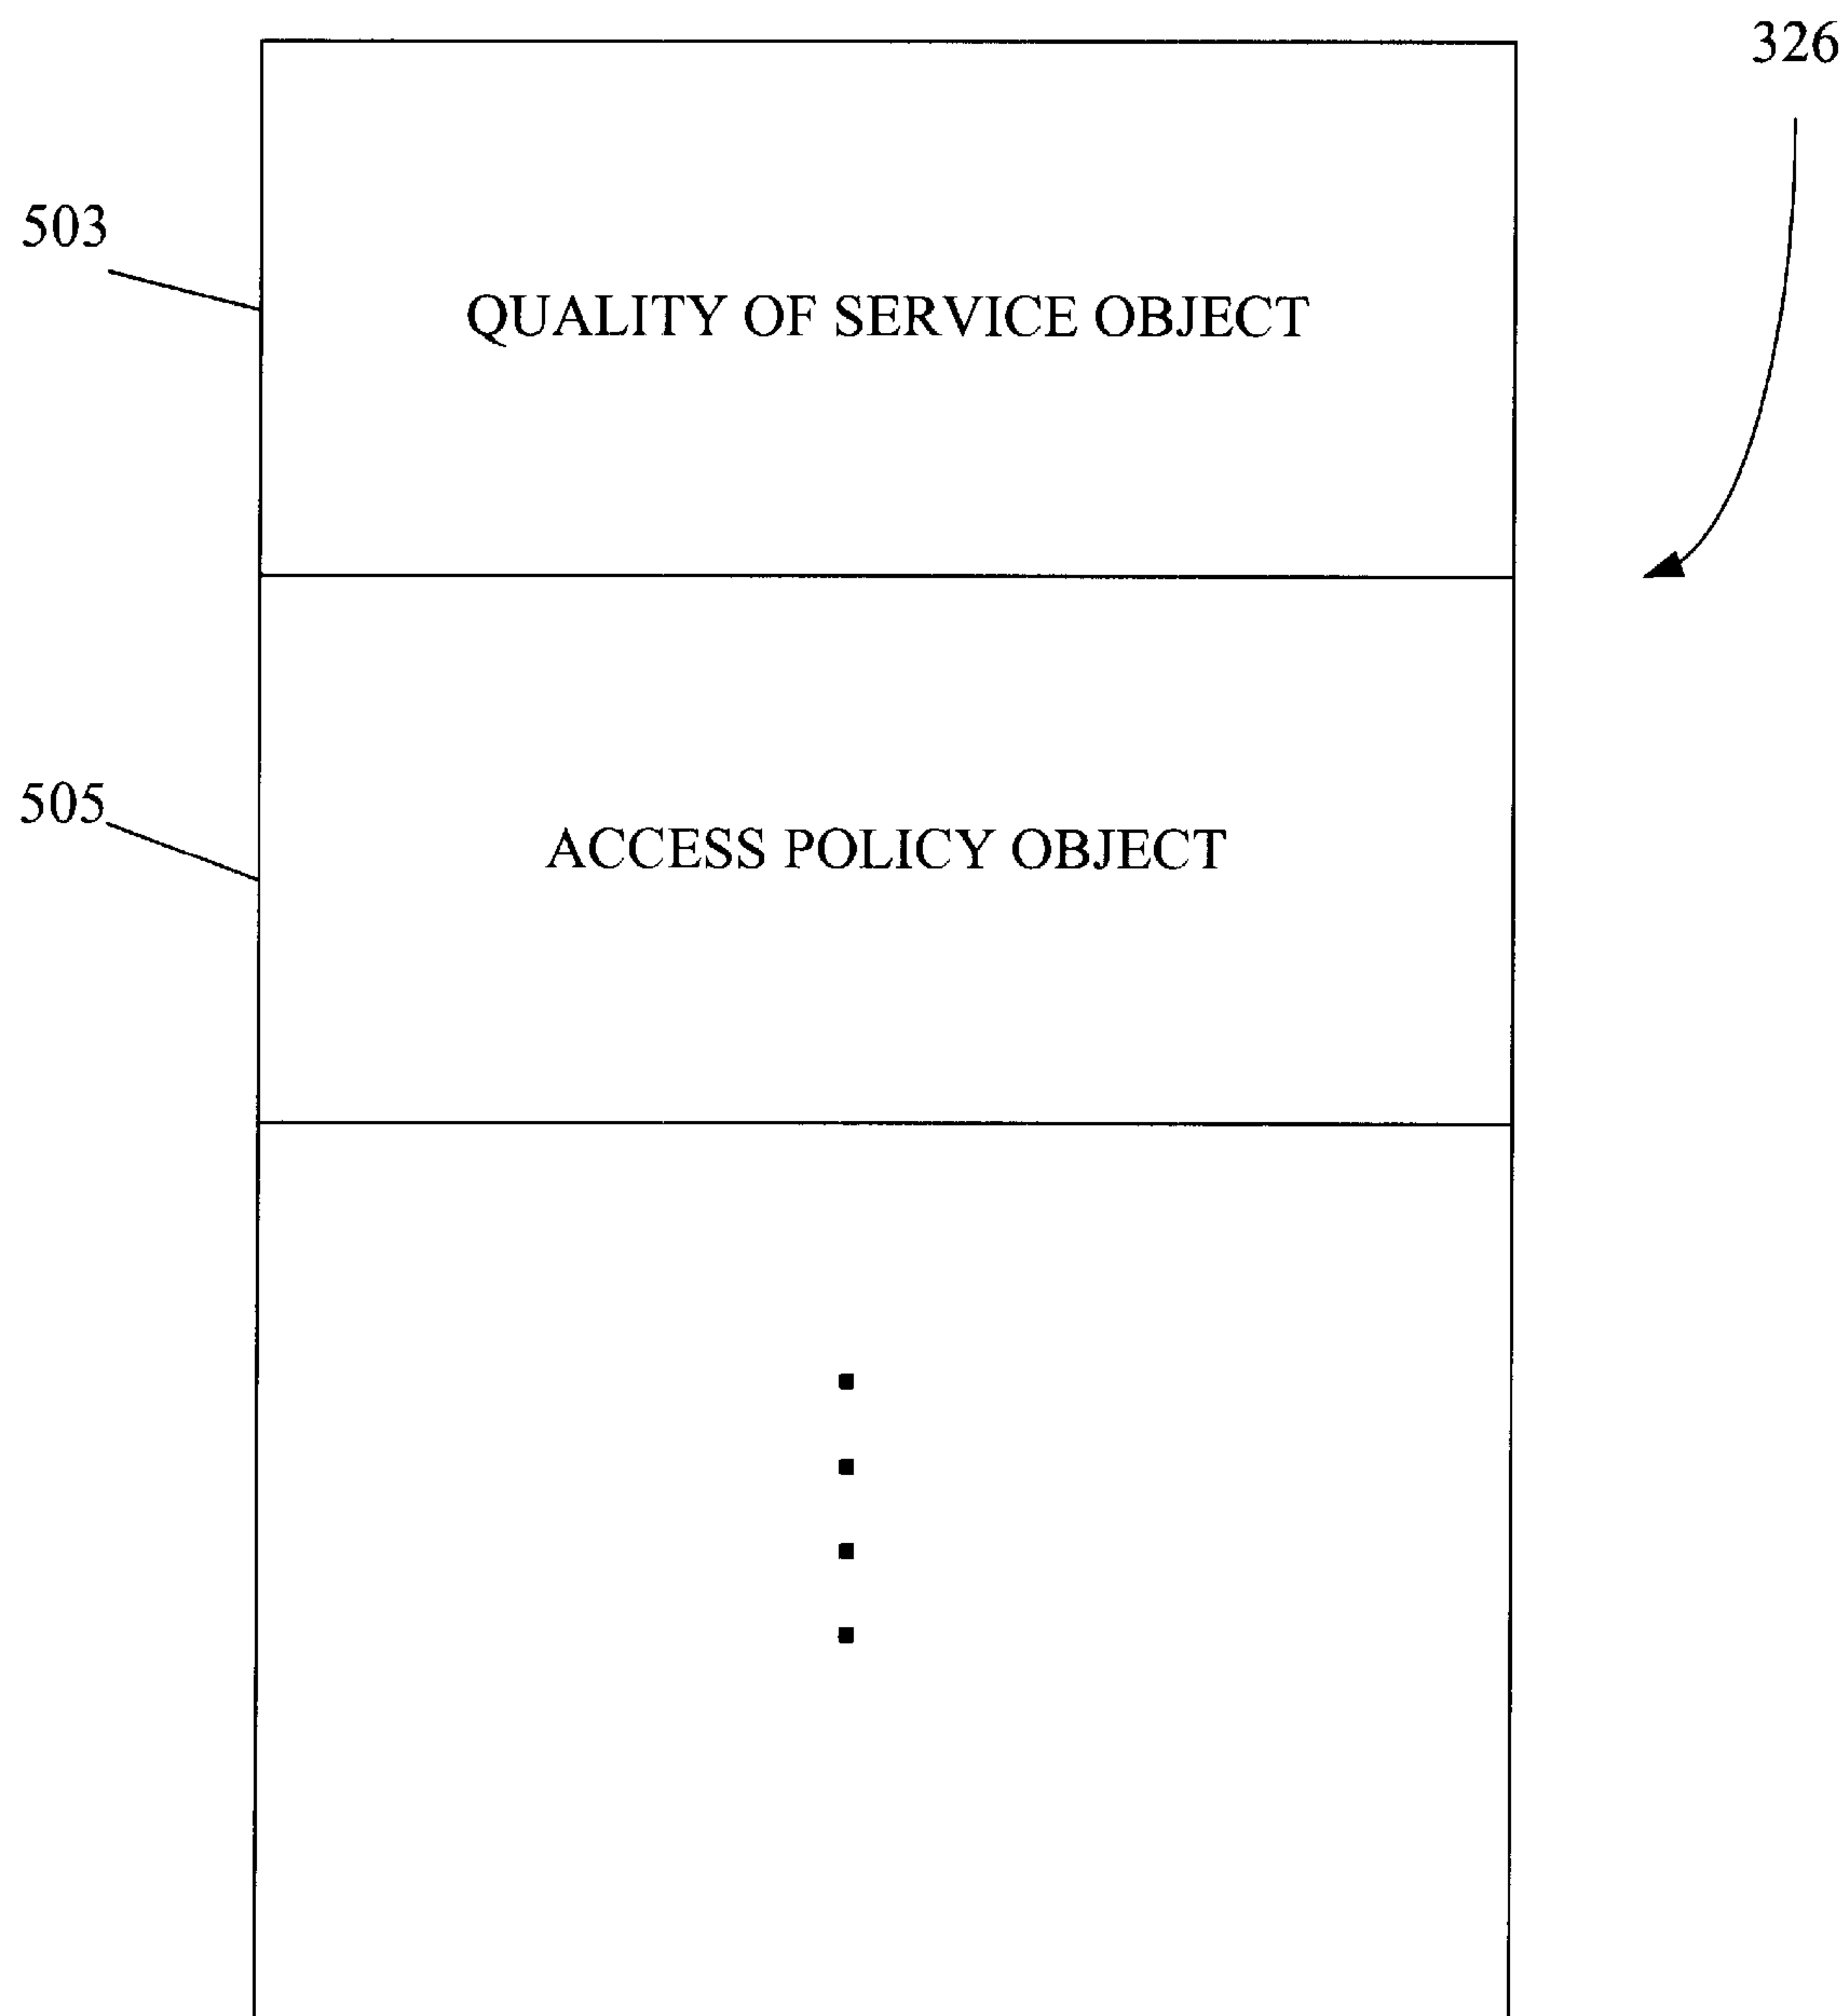 326
503
QUALITY OF SERVICE OBJECT
505
ACCESS POLICY OBJECT